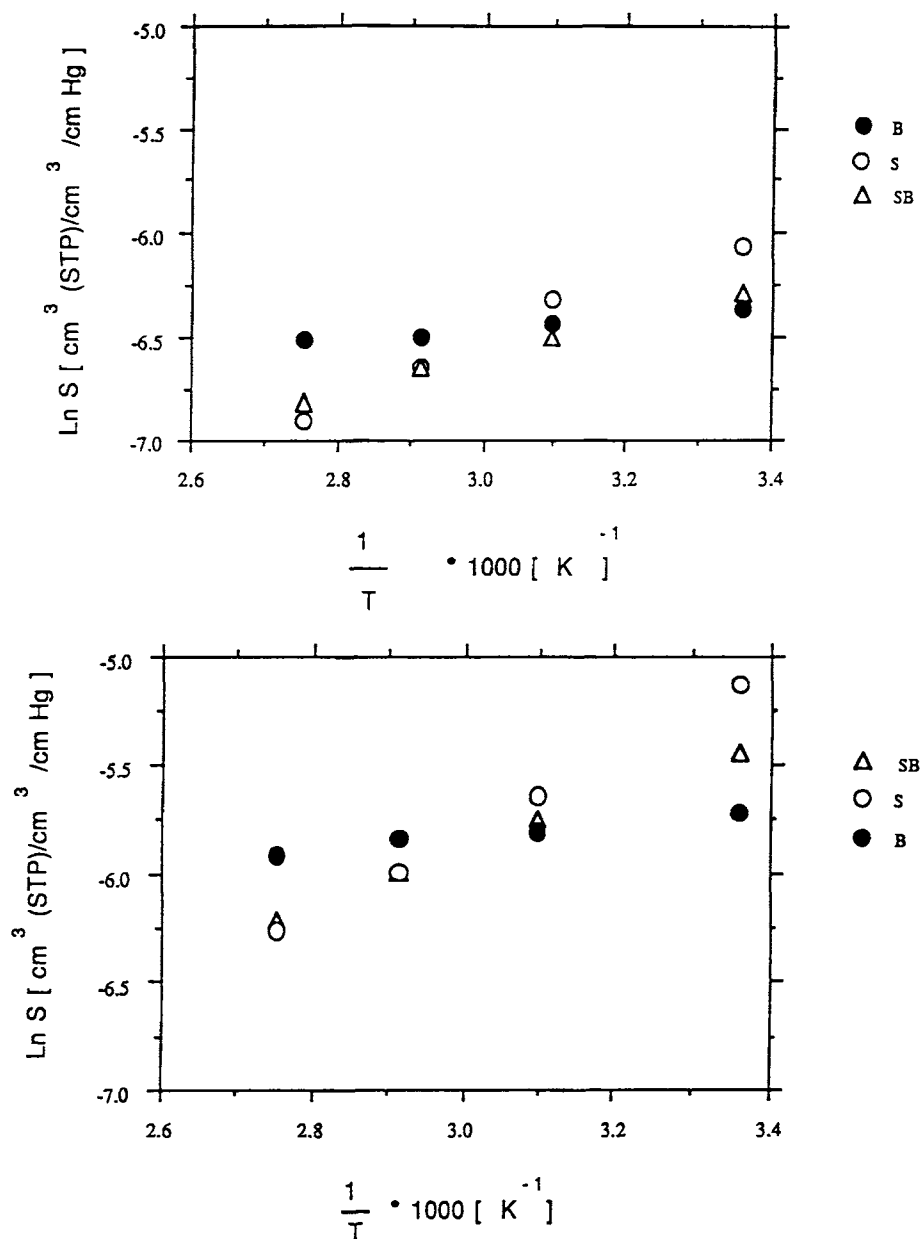 -5.0
-5.5
-6.0
-6.5
-7.0
Ln S [ cm 3 (STP)/cm 3 /cm Hg ]
2.6 2.8 3.0 3.2 3.4
1
T
• 1000 [ K ] -1
B
S
SB
-5.0
-5.5
-6.0
-6.5
-7.0
Ln S [ cm 3 (STP)/cm 3 /cm Hg ]
2.6 2.8 3.0 3.2 3.4
1
T
• 1000 [ K -1 ]
SB
S
B